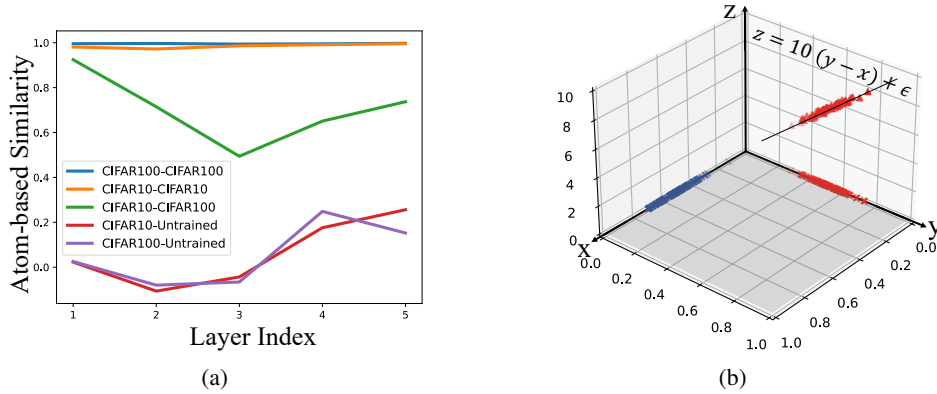 Atom-based Similarity
1.0
0.8
0.6
0.4
0.2
0.0
CIFAR100-CIFAR100
CIFAR10-CIFAR10
CIFAR10-CIFAR100
CIFAR10-Untrained
CIFAR100-Untrained
1 2 3 4 5
Layer Index
(a)
z
z = 10 (y − x) * ϵ
10
8
6
4
2
0
x
y
0.0 0.2 0.4 0.6 0.8 1.0
0.0 0.2 0.4 0.6 0.8 1.0
(b)